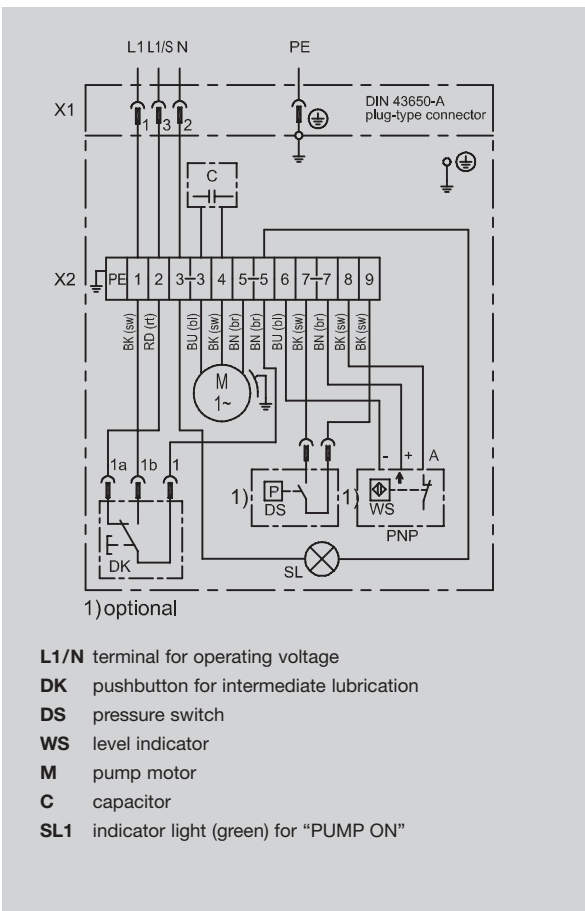 L1 L1/S N PE
X1
DIN 43650-A
plug-type connector
1 3 2
C
X2 PE 1 2 3 3 4 5 5 6 7 7 8 9
BK (sw) RD (rt) BU (bl) BK (sw) BN (br) BN (br) BU (bl) BK (sw) BN (br) BK (sw) BK (sw)
M
1~
- + A
1a 1b 1
1) P DS 1) WS
PNP
DK
SL
1) optional
L1/N terminal for operating voltage
DK pushbutton for intermediate lubrication
DS pressure switch
WS level indicator
M pump motor
C capacitor
SL1 indicator light (green) for “PUMP ON”